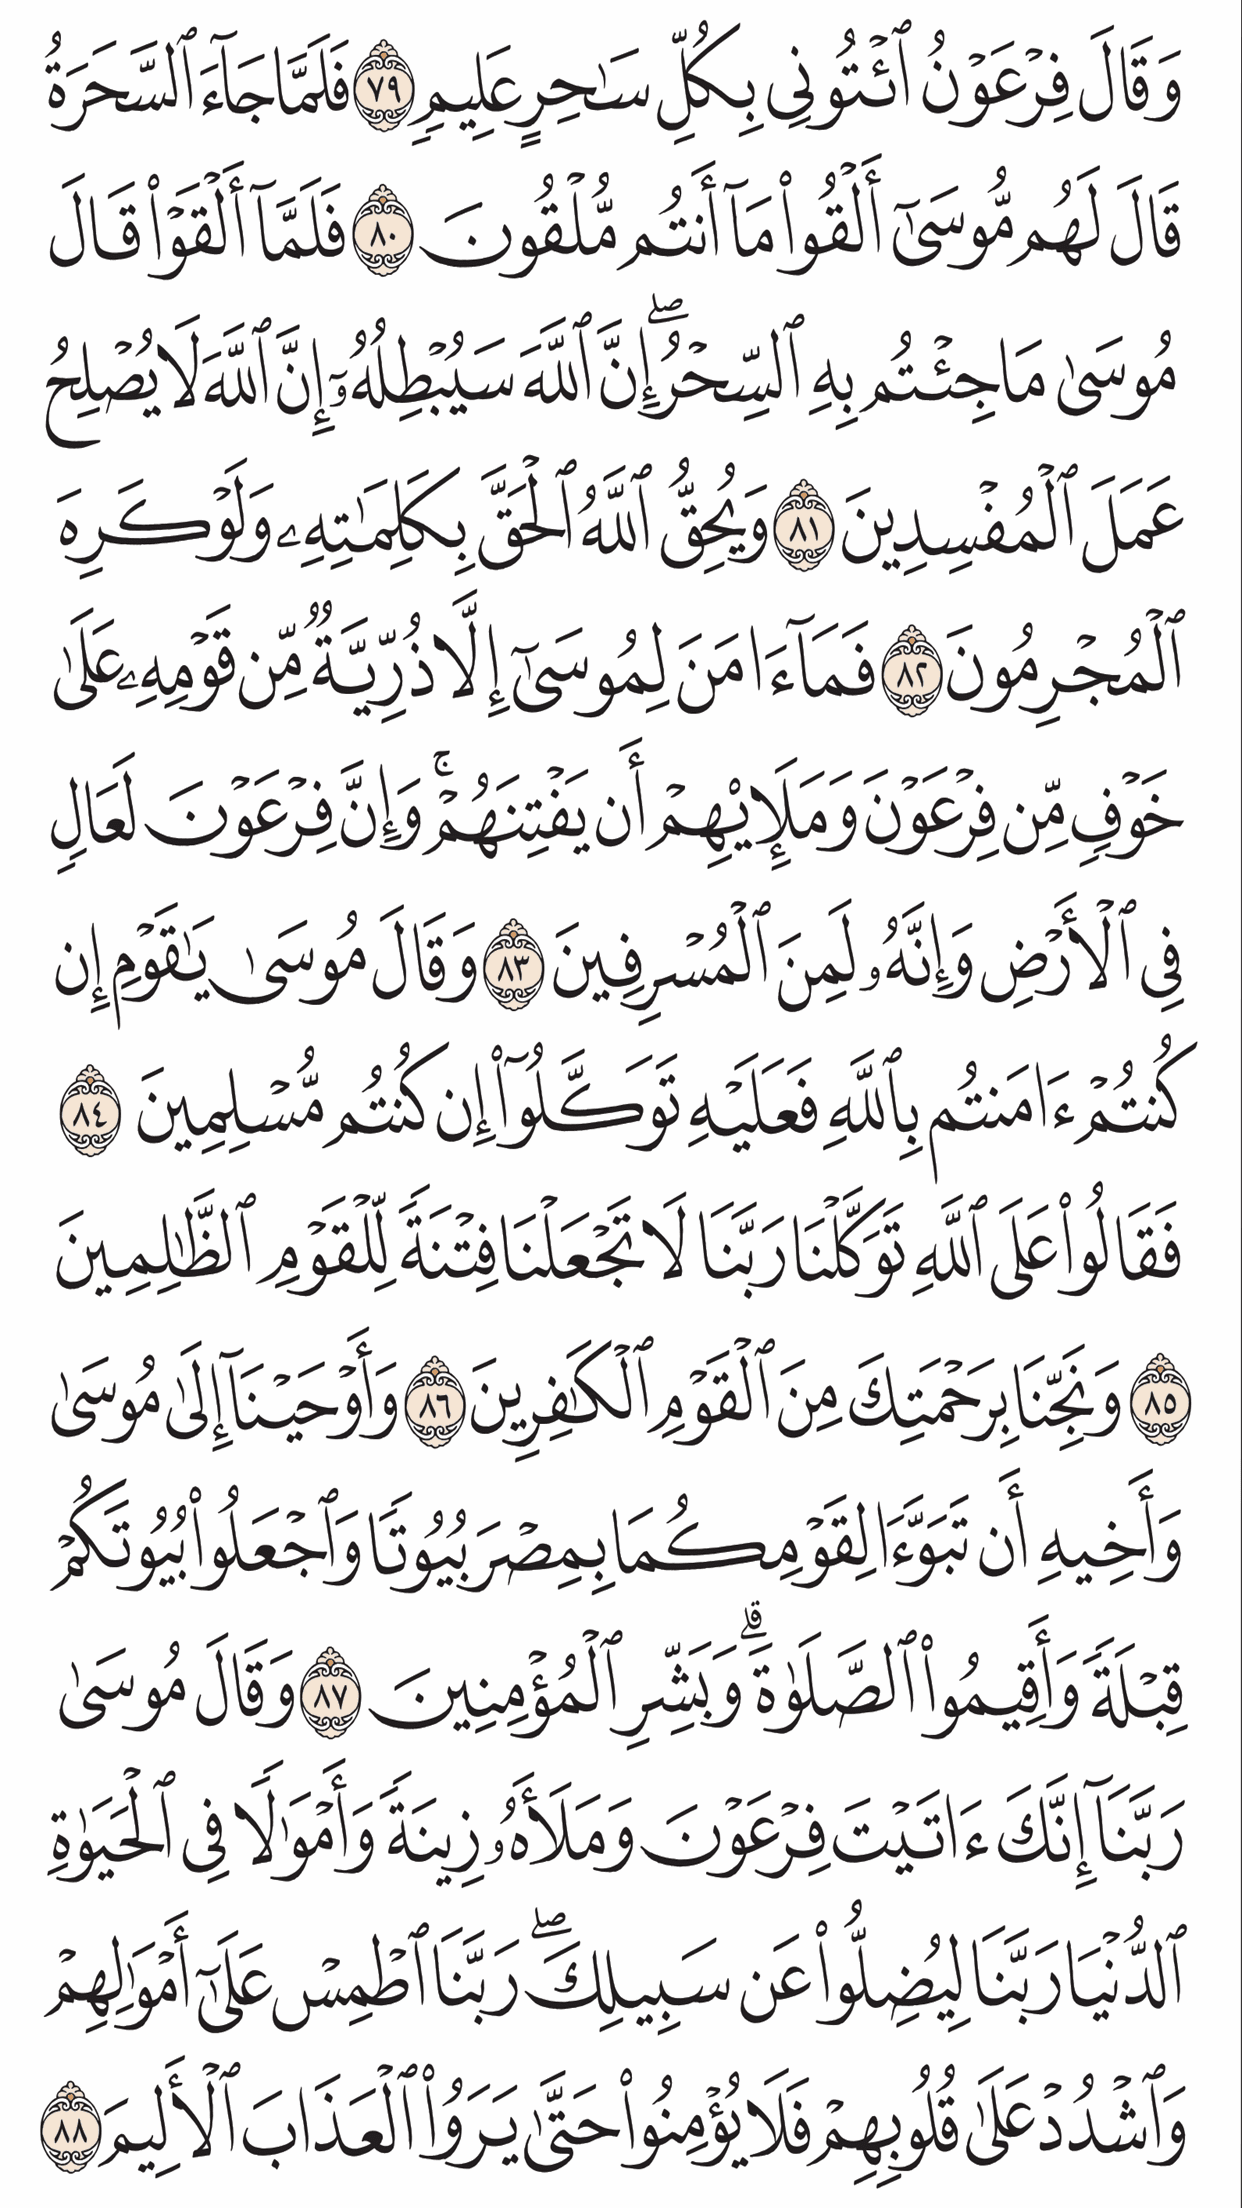 وَقَالَ فِرْعَوْنُ ٱئْتُونِى بِكُلِّ سَـٰحِرٍ عَلِيمٍ ٧٩ فَلَمَّا جَآءَ ٱلسَّحَرَةُ
قَالَ لَهُم مُّوسَىٰٓ أَلْقُوا۟ مَآ أَنتُم مُّلْقُونَ ٨٠ فَلَمَّآ أَلْقَوْا۟ قَالَ
مُوسَىٰ مَا جِئْتُم بِهِ ٱلسِّحْرُ ۖ إِنَّ ٱللَّهَ سَيُبْطِلُهُۥٓ إِنَّ ٱللَّهَ لَا يُصْلِحُ
عَمَلَ ٱلْمُفْسِدِينَ ٨١ وَيُحِقُّ ٱللَّهُ ٱلْحَقَّ بِكَلِمَـٰتِهِۦ وَلَوْ كَرِهَ
ٱلْمُجْرِمُونَ ٨٢ فَمَآ ءَامَنَ لِمُوسَىٰٓ إِلَّا ذُرِّيَّةٌ مِّن قَوْمِهِۦ عَلَىٰ
خَوْفٍ مِّن فِرْعَوْنَ وَمَلَإِي۟هِمْ أَن يَفْتِنَهُمْ ۚ وَإِنَّ فِرْعَوْنَ لَعَالٍ
فِى ٱلْأَرْضِ وَإِنَّهُۥ لَمِنَ ٱلْمُسْرِفِينَ ٨٣ وَقَالَ مُوسَىٰ يَـٰقَوْمِ إِن
كُنتُمْ ءَامَنتُم بِٱللَّهِ فَعَلَيْهِ تَوَكَّلُوٓا۟ إِن كُنتُم مُّسْلِمِينَ ٨٤
فَقَالُوا۟ عَلَى ٱللَّهِ تَوَكَّلْنَا رَبَّنَا لَا تَجْعَلْنَا فِتْنَةً لِّلْقَوْمِ ٱلظَّـٰلِمِينَ
٨٥ وَنَجِّنَا بِرَحْمَتِكَ مِنَ ٱلْقَوْمِ ٱلْكَـٰفِرِينَ ٨٦ وَأَوْحَيْنَآ إِلَىٰ مُوسَىٰ
وَأَخِيهِ أَن تَبَوَّءَا لِقَوْمِكُمَا بِمِصْرَ بُيُوتًا وَٱجْعَلُوا۟ بُيُوتَكُمْ
قِبْلَةً وَأَقِيمُوا۟ ٱلصَّلَوٰةَ ۗ وَبَشِّرِ ٱلْمُؤْمِنِينَ ٨٧ وَقَالَ مُوسَىٰ
رَبَّنَآ إِنَّكَ ءَاتَيْتَ فِرْعَوْنَ وَمَلَأَهُۥ زِينَةً وَأَمْوَٰلًا فِى ٱلْحَيَوٰةِ
ٱلدُّنْيَا رَبَّنَا لِيُضِلُّوا۟ عَن سَبِيلِكَ ۖ رَبَّنَا ٱطْمِسْ عَلَىٰٓ أَمْوَٰلِهِمْ
وَٱشْدُدْ عَلَىٰ قُلُوبِهِمْ فَلَا يُؤْمِنُوا۟ حَتَّىٰ يَرَوُا۟ ٱلْعَذَابَ ٱلْأَلِيمَ ٨٨